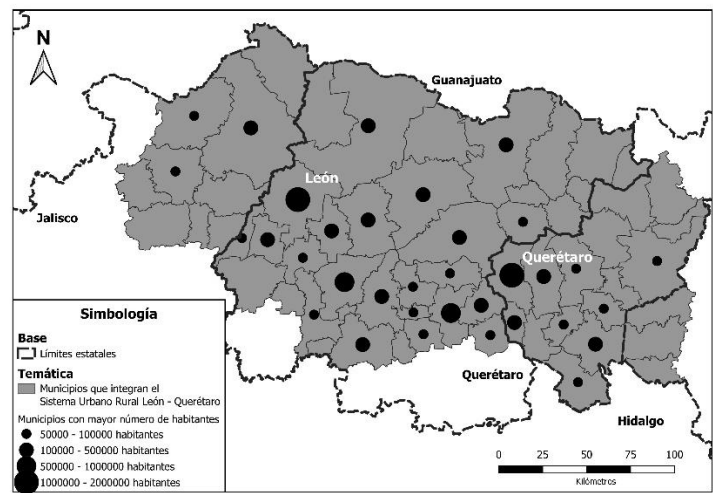 N
Guanajuato
León
Jalisco
Querétaro
Querétaro
Hidalgo
Simbología
Base
Límites estatales
Temática
Municipios que integran el
Sistema Urbano Rural León - Querétaro
Municipios con mayor número de habitantes
50000 - 100000 habitantes
100000 - 500000 habitantes
500000 - 1000000 habitantes
1000000 - 2000000 habitantes
0 25 50 75 100
Kilómetros